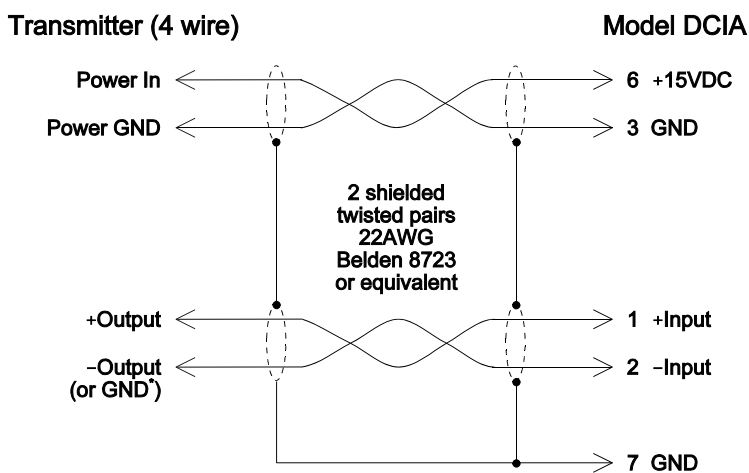 Transmitter (4 wire)
Model DCIA
Power In
6 +15VDC
Power GND
3 GND
2 shielded
twisted pairs
22AWG
Belden 8723
or equivalent
+Output
1 +Input
−Output
(or GND*)
2 −Input
7 GND